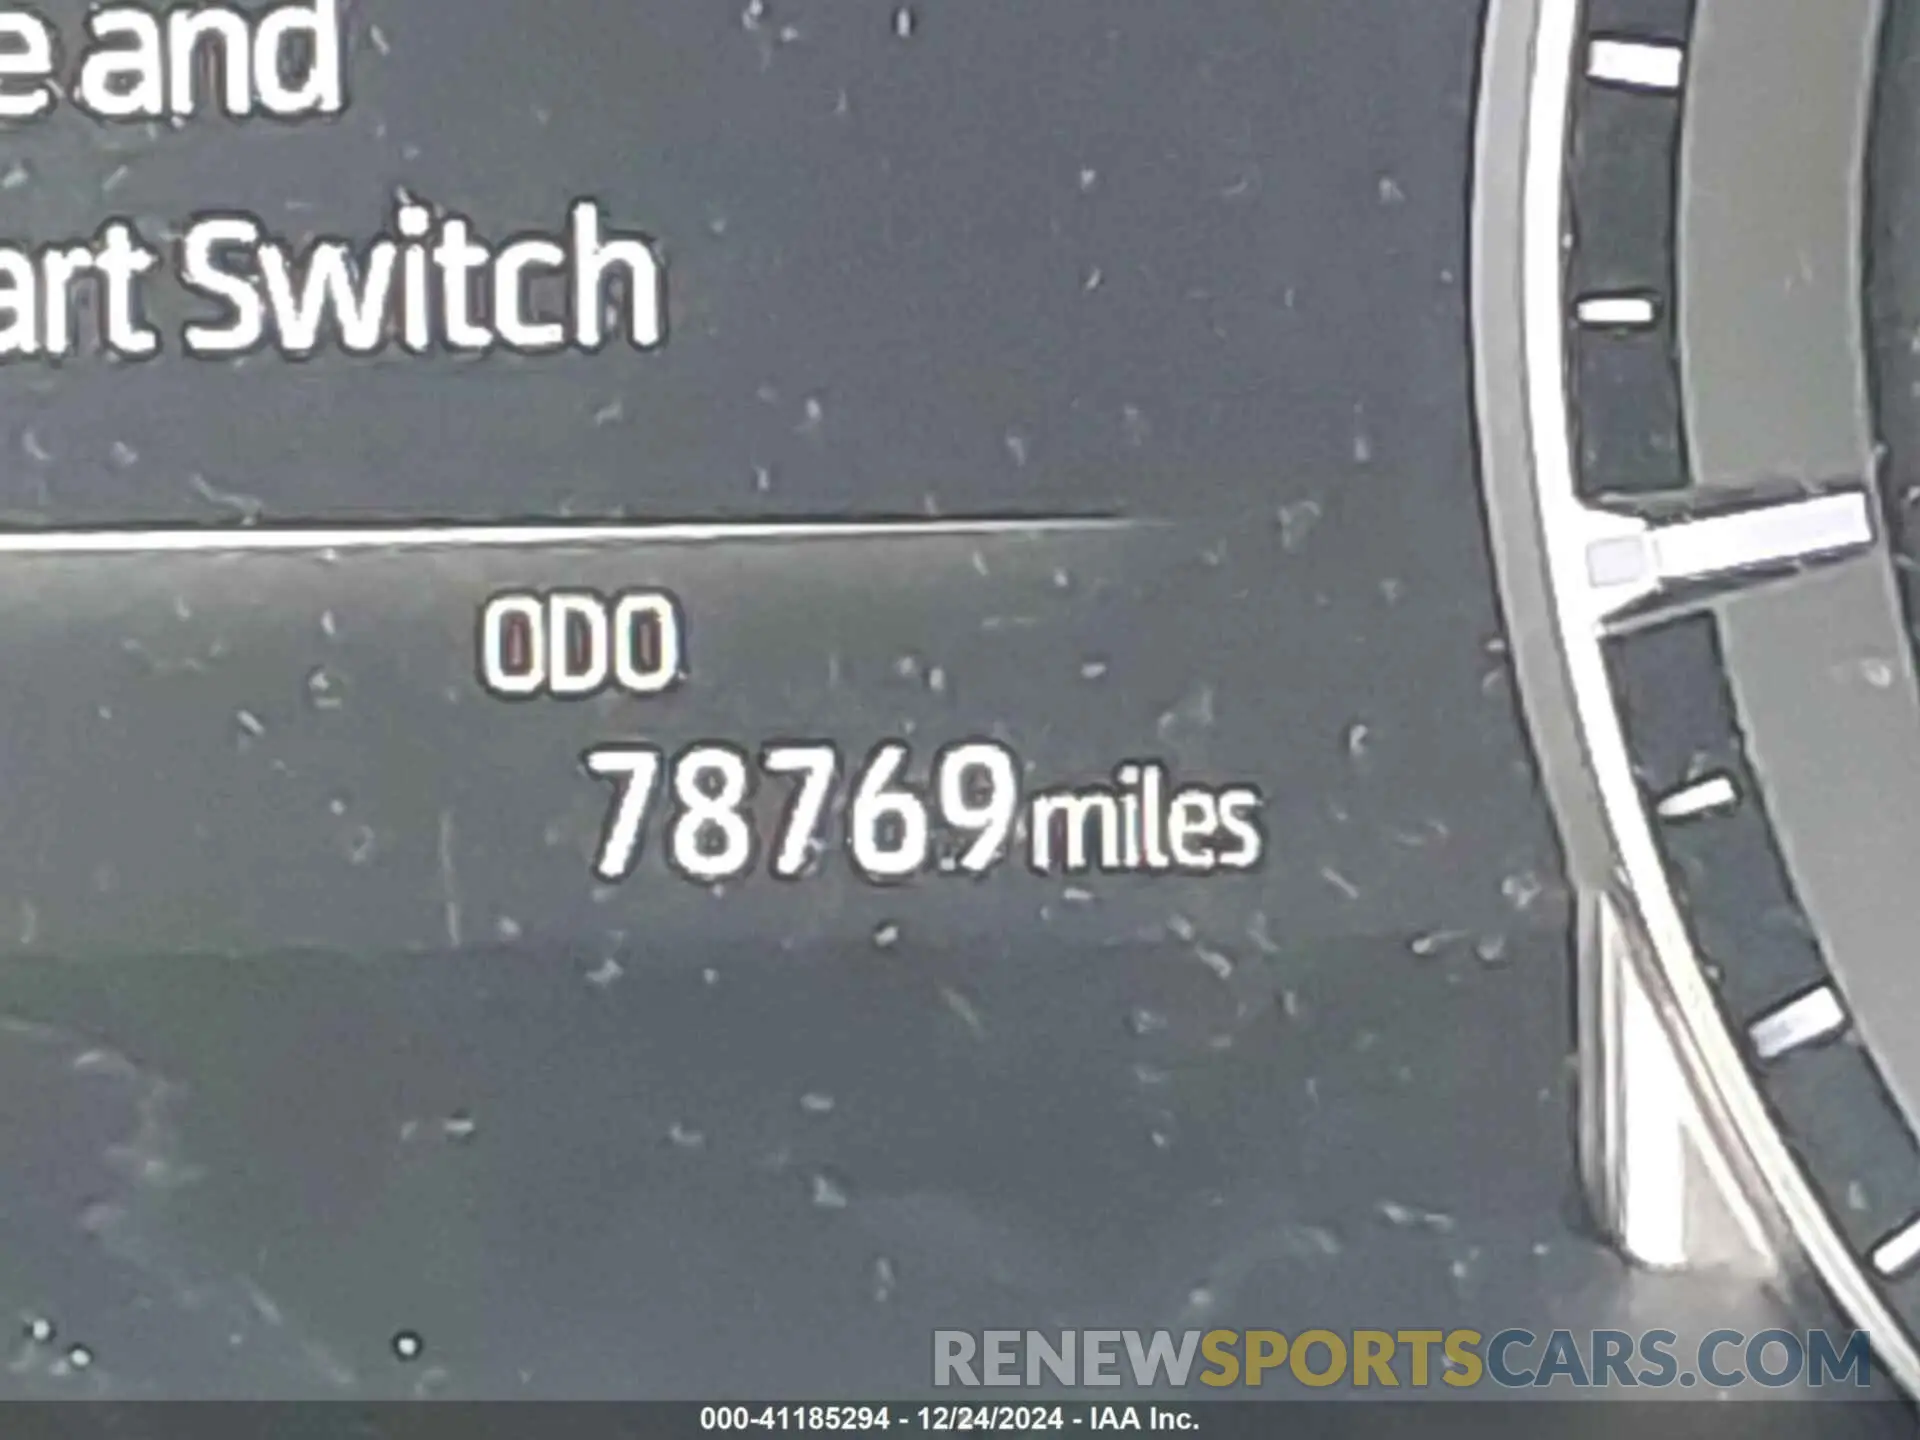 e and
art Switch
ODO
78769 miles
RENEWSPORTSCARS.COM
000-41185294 - 12/24/2024 - IAA Inc.